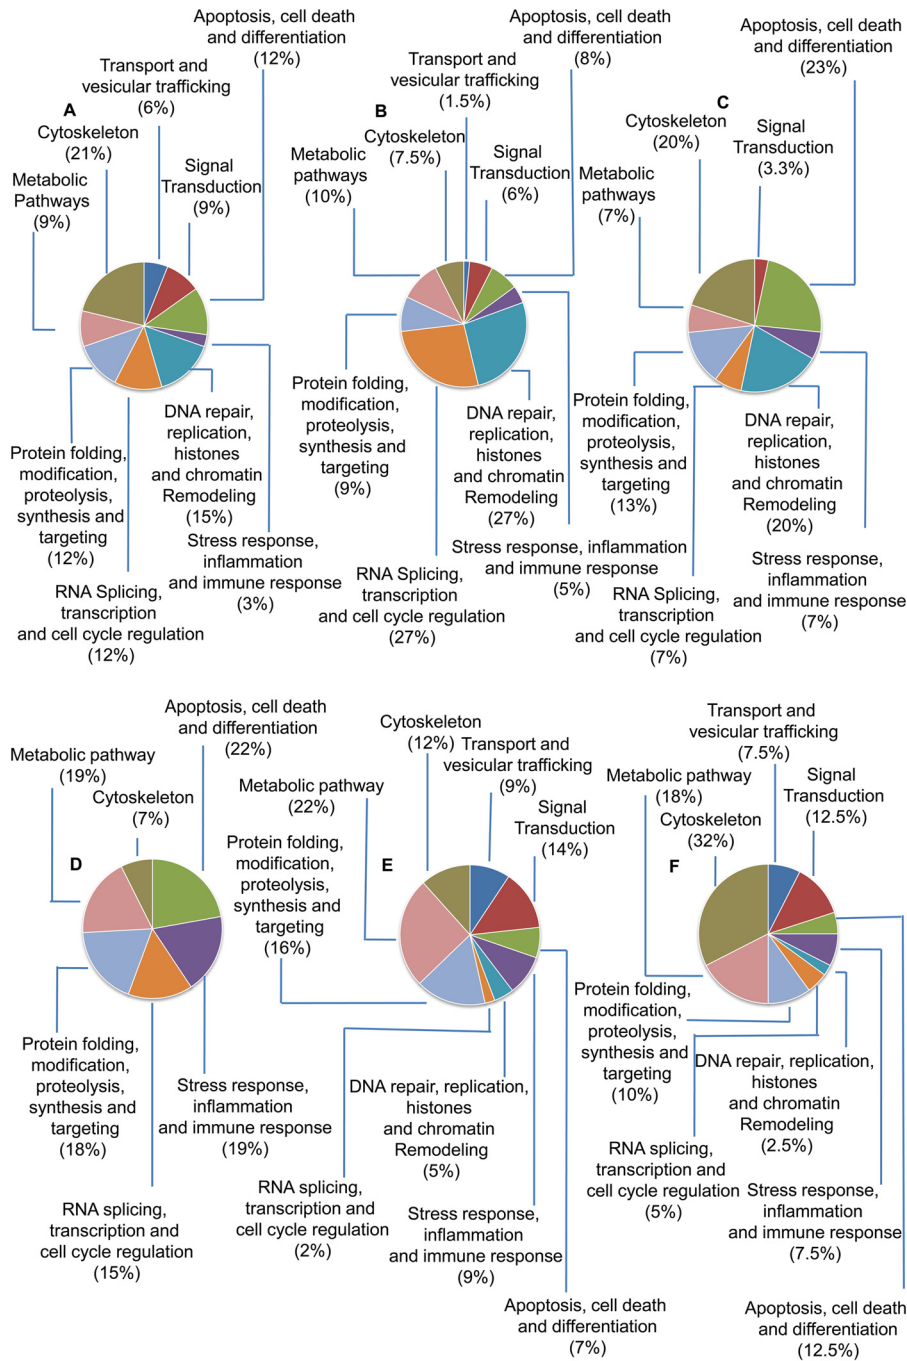 Apoptosis, cell death
and differentiation
(12%)
Transport and
vesicular trafficking
(6%)
A
Cytoskeleton
(21%)
Signal
Transduction
(9%)
Metabolic
Pathways
(9%)
Protein folding,
modification,
proteolysis,
synthesis and
targeting
(12%)
DNA repair,
replication,
histones
and chromatin
Remodeling
(15%)
Stress response,
inflammation
and immune response
(3%)
RNA Splicing,
transcription
and cell cycle regulation
(12%)
Apoptosis, cell death
and differentiation
(8%)
Transport and
vesicular trafficking
(1.5%)
B
Cytoskeleton
(7.5%)
Signal
Transduction
(6%)
Metabolic
pathways
(10%)
Protein folding,
modification,
proteolysis,
synthesis and
targeting
(9%)
DNA repair,
replication,
histones
and chromatin
Remodeling
(27%)
Stress response, inflammation
and immune response
(5%)
RNA Splicing,
transcription
and cell cycle regulation
(27%)
Apoptosis, cell death
and differentiation
(23%)
C
Cytoskeleton
(20%)
Signal
Transduction
(3.3%)
Metabolic
pathways
(7%)
Protein folding,
modification,
proteolysis,
synthesis and
targeting
(13%)
DNA repair,
replication,
histones
and chromatin
Remodeling
(20%)
Stress response,
inflammation
and immune response
(7%)
RNA Splicing,
transcription
and cell cycle regulation
(7%)
Apoptosis, cell death
and differentiation
(22%)
Metabolic pathway
(19%)
Cytoskeleton
(7%)
D
Protein folding,
modification,
proteolysis,
synthesis and
targeting
(18%)
Stress response,
inflammation
and immune response
(19%)
RNA splicing,
transcription and
cell cycle regulation
(15%)
Cytoskeleton
(12%)
Transport and
vesicular trafficking
(9%)
Metabolic pathway
(22%)
Signal
Transduction
(14%)
Protein folding,
modification,
proteolysis,
synthesis and
targeting
(16%)
E
DNA repair, replication,
histones
and chromatin
Remodeling
(5%)
RNA splicing,
transcription and
cell cycle regulation
(2%)
Stress response,
inflammation
and immune response
(9%)
Apoptosis, cell death
and differentiation
(7%)
Transport and
vesicular trafficking
(7.5%)
Metabolic pathway
(18%)
Signal
Transduction
(12.5%)
Cytoskeleton
(32%)
F
Protein folding,
modification,
proteolysis,
synthesis and
targeting
(10%)
DNA repair, replication,
histones
and chromatin
Remodeling
(2.5%)
RNA splicing,
transcription and
cell cycle regulation
(5%)
Stress response,
inflammation
and immune response
(7.5%)
Apoptosis, cell death
and differentiation
(12.5%)